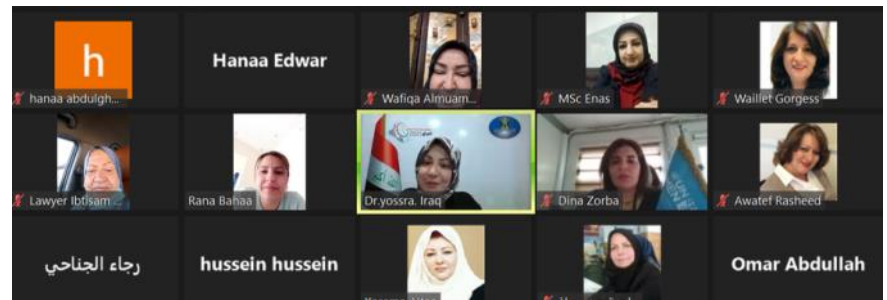 h
hanaa abdulgh...
Hanaa Edwar
Wafiqa Almuam...
MSc Enas
Waillet Gorgess
Lawyer Ibtisam
Rana Bahaa
Dr.yossra. Iraq
Dina Zorba
Awatef Rasheed
رجاء الجناحي
hussein hussein
Omar Abdullah